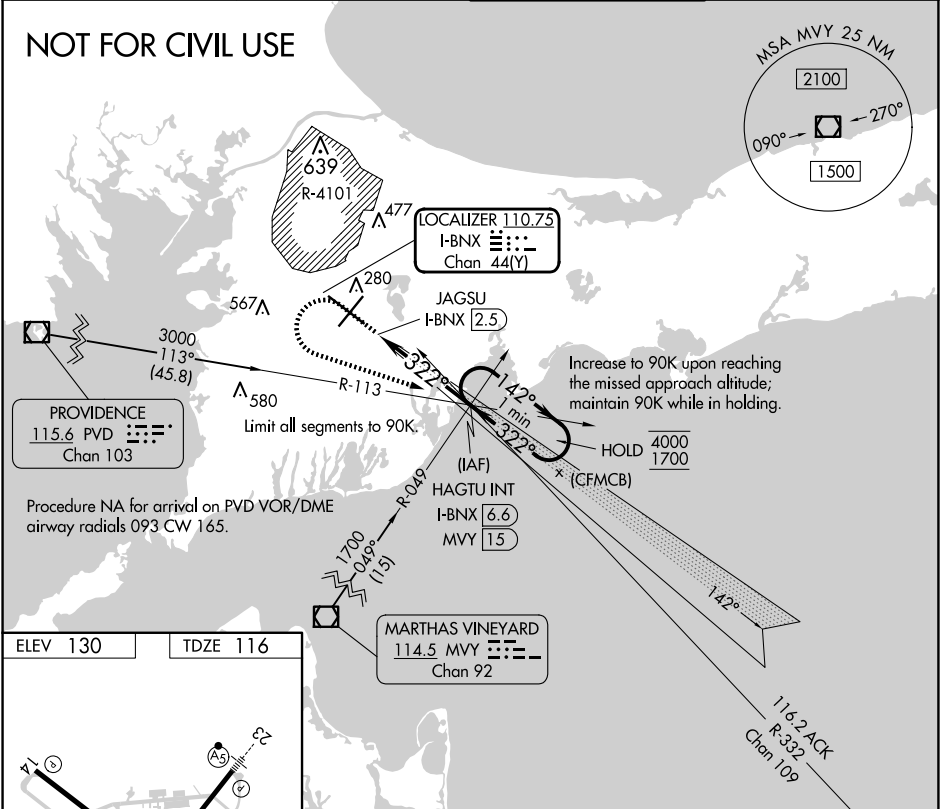 NOT FOR CIVIL USE
MSA MVY 25 NM
2100
090°
270°
1500
639
R-4101
477
LOCALIZER 110.75
I-BNX
Chan 44(Y)
280
567
JAGSU
I-BNX 2.5
3000
113°
(45.8)
R-113
580
322°
142°
1 min
322°
Increase to 90K upon reaching
the missed approach altitude;
maintain 90K while in holding.
PROVIDENCE
115.6 PVD
Chan 103
Limit all segments to 90K.
HOLD 4000
1700
(CFMCB)
(IAF)
HAGTU INT
I-BNX 6.6
MVY 15
Procedure NA for arrival on PVD VOR/DME
airway radials 093 CW 165.
R-049
1700
049°
(15)
142°
MARTHAS VINEYARD
114.5 MVY
Chan 92
116.2 ACK
R-332
Chan 109
ELEV 130
TDZE 116
14
P
A5
23
P